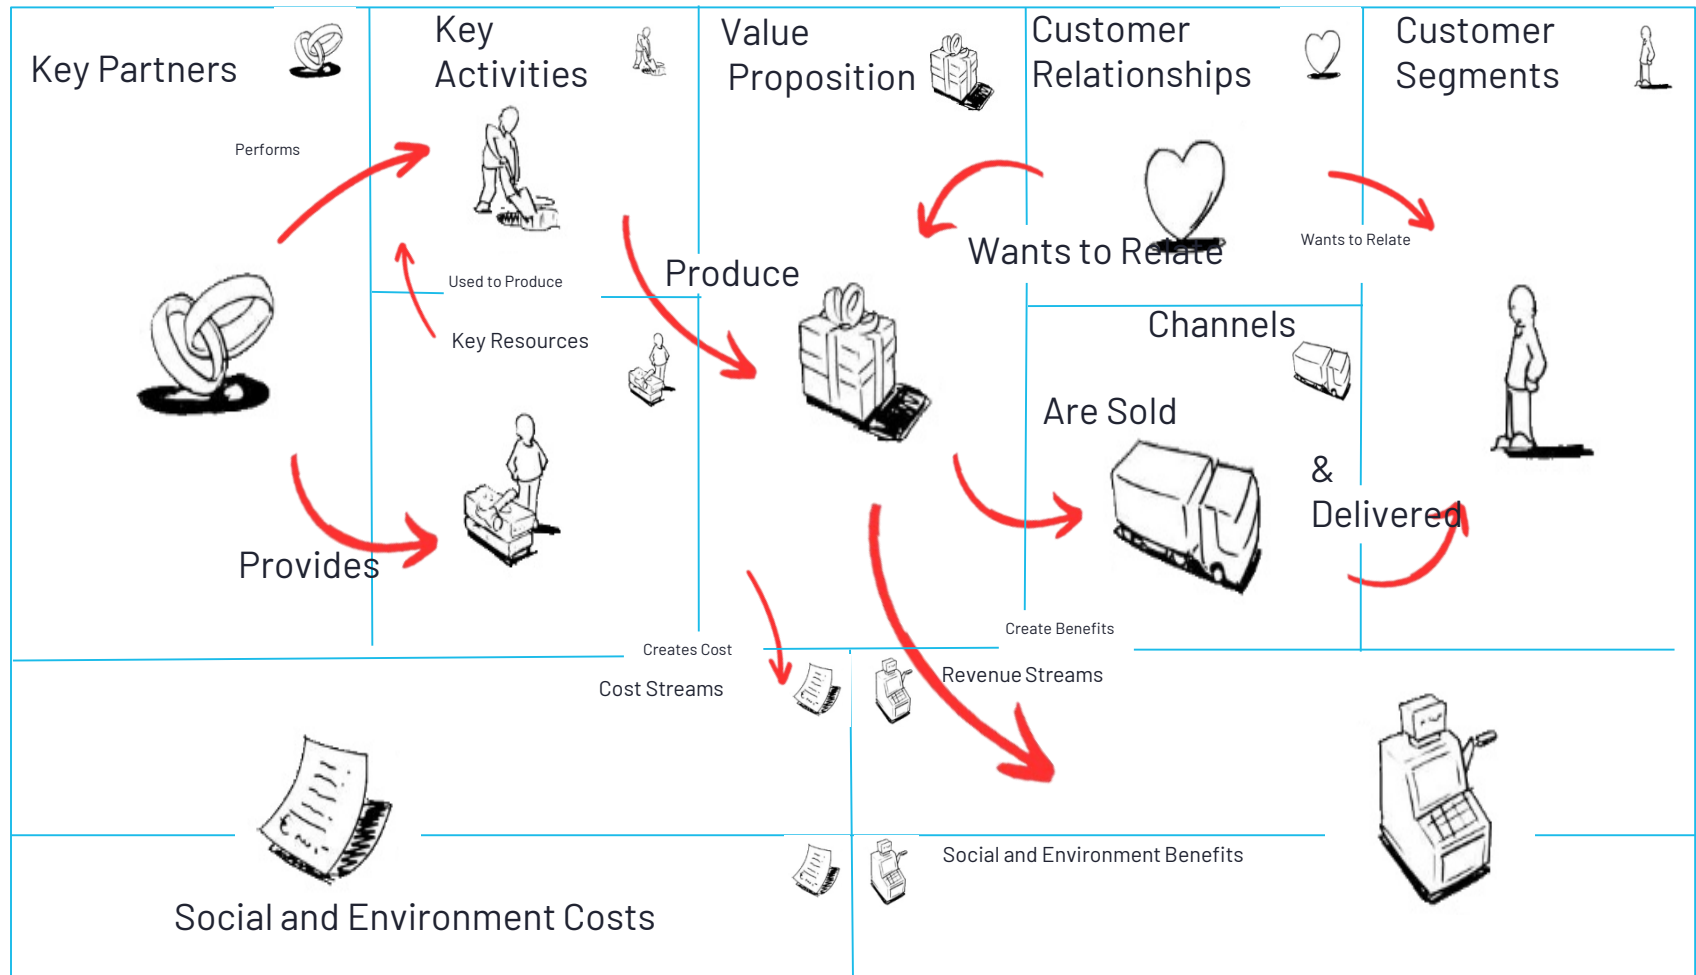 Key Partners
Key
Activities
Value
Proposition
Customer
Relationships
Customer
Segments
Performs
Used to Produce
Key Resources
Provides
Produce
Wants to Relate
Wants to Relate
Channels
Are Sold
&
Delivered
Creates Cost
Cost Streams
Create Benefits
Revenue Streams
Social and Environment Costs
Social and Environment Benefits